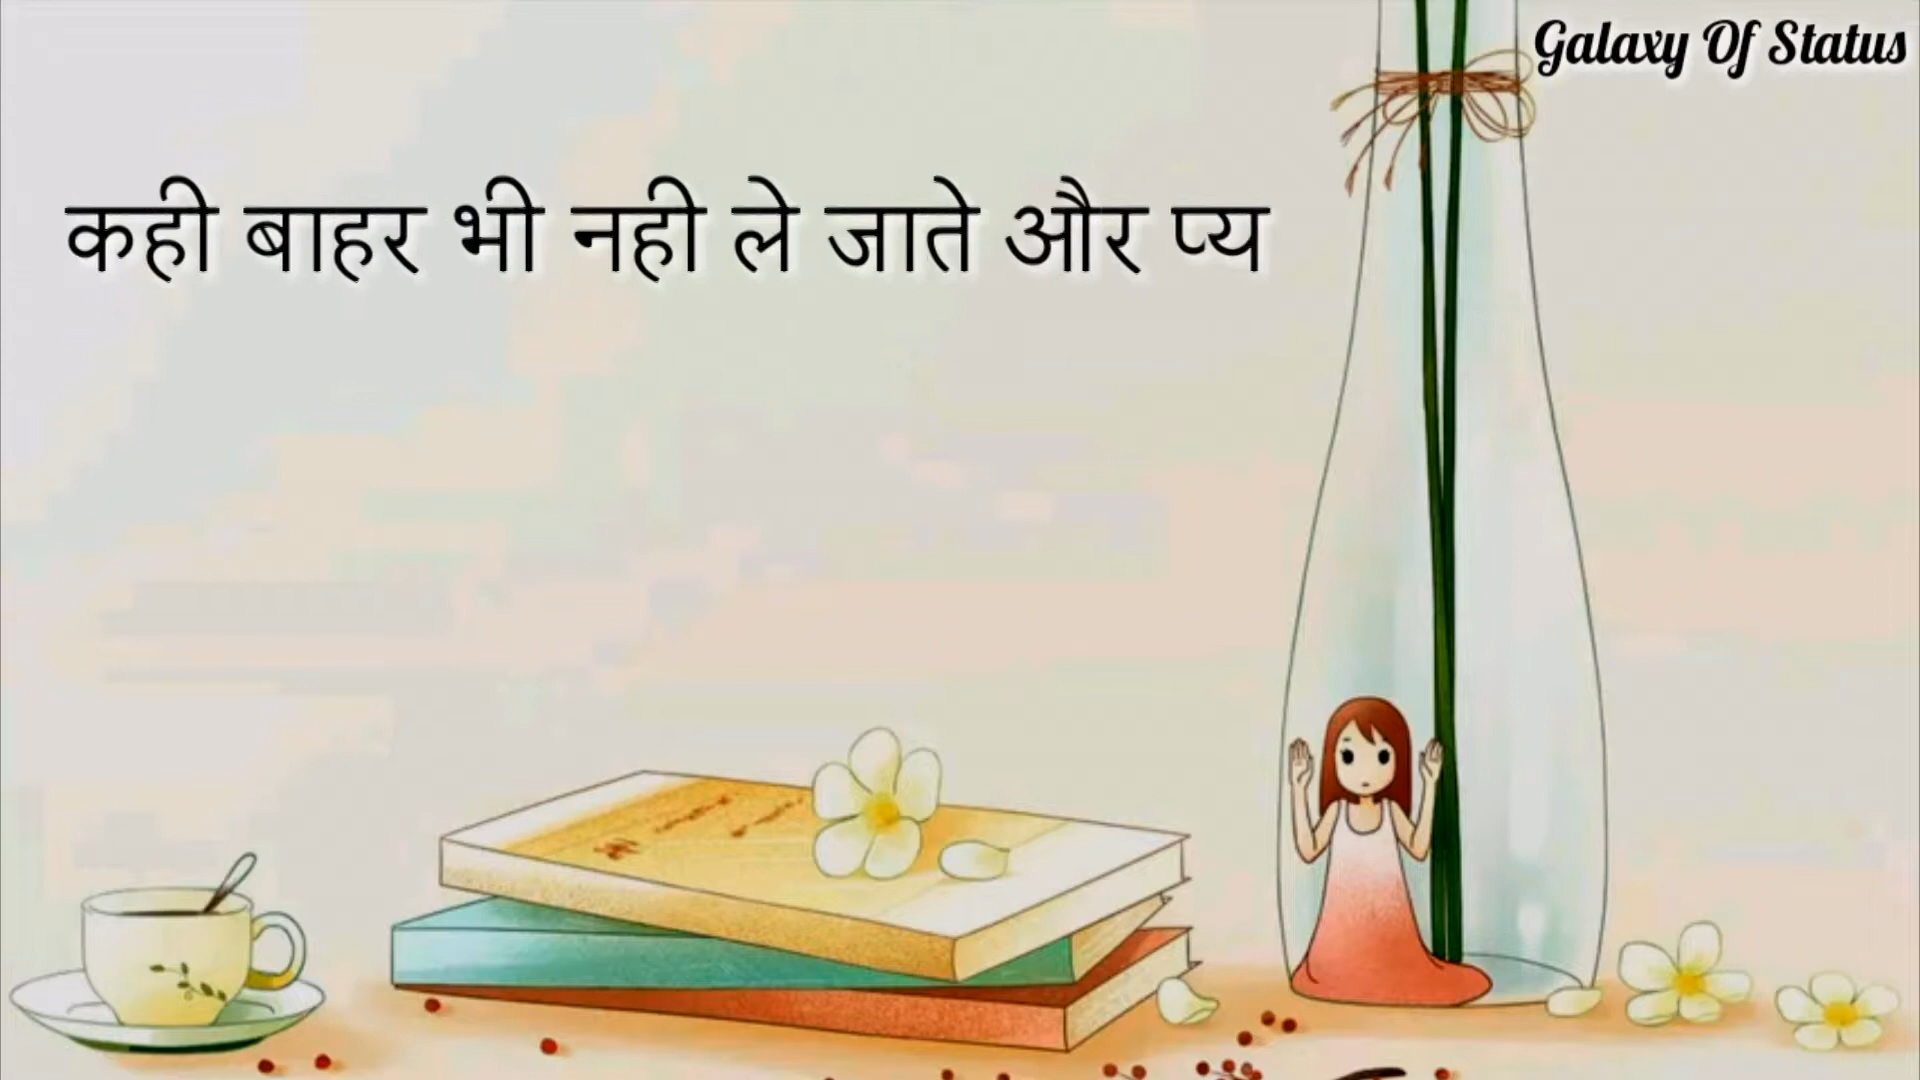 Galaxy Of Status
कही बाहर भी नही ले जाते और प्य